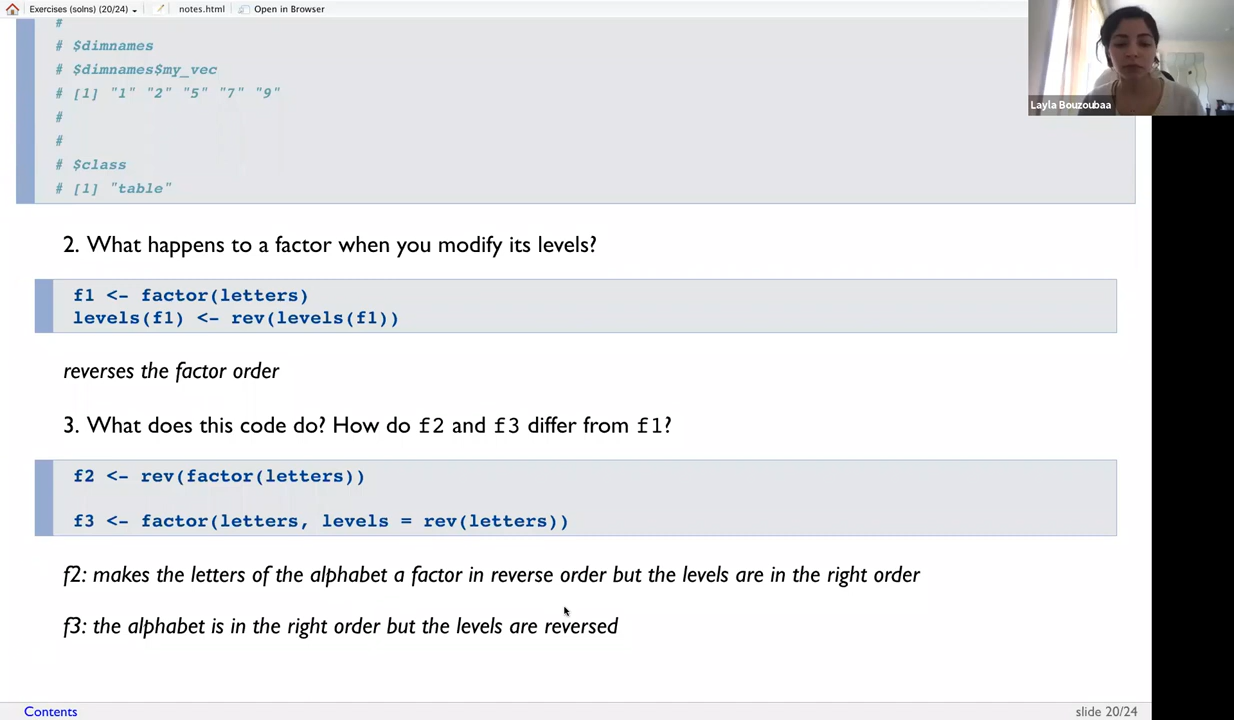 Exercises (solns) (20/24) notes.html Open in Browser
#
# $dimnames
# $dimnames$my_vec
# [1] "1" "2" "5" "7" "9"
#
#
# $class
# [1] "table"
Layla Bouzoubaa
2. What happens to a factor when you modify its levels?
f1 <- factor(letters)
levels(f1) <- rev(levels(f1))
reverses the factor order
3. What does this code do? How do f2 and f3 differ from f1?
f2 <- rev(factor(letters))
f3 <- factor(letters, levels = rev(letters))
f2: makes the letters of the alphabet a factor in reverse order but the levels are in the right order
f3: the alphabet is in the right order but the levels are reversed
Contents
slide 20/24